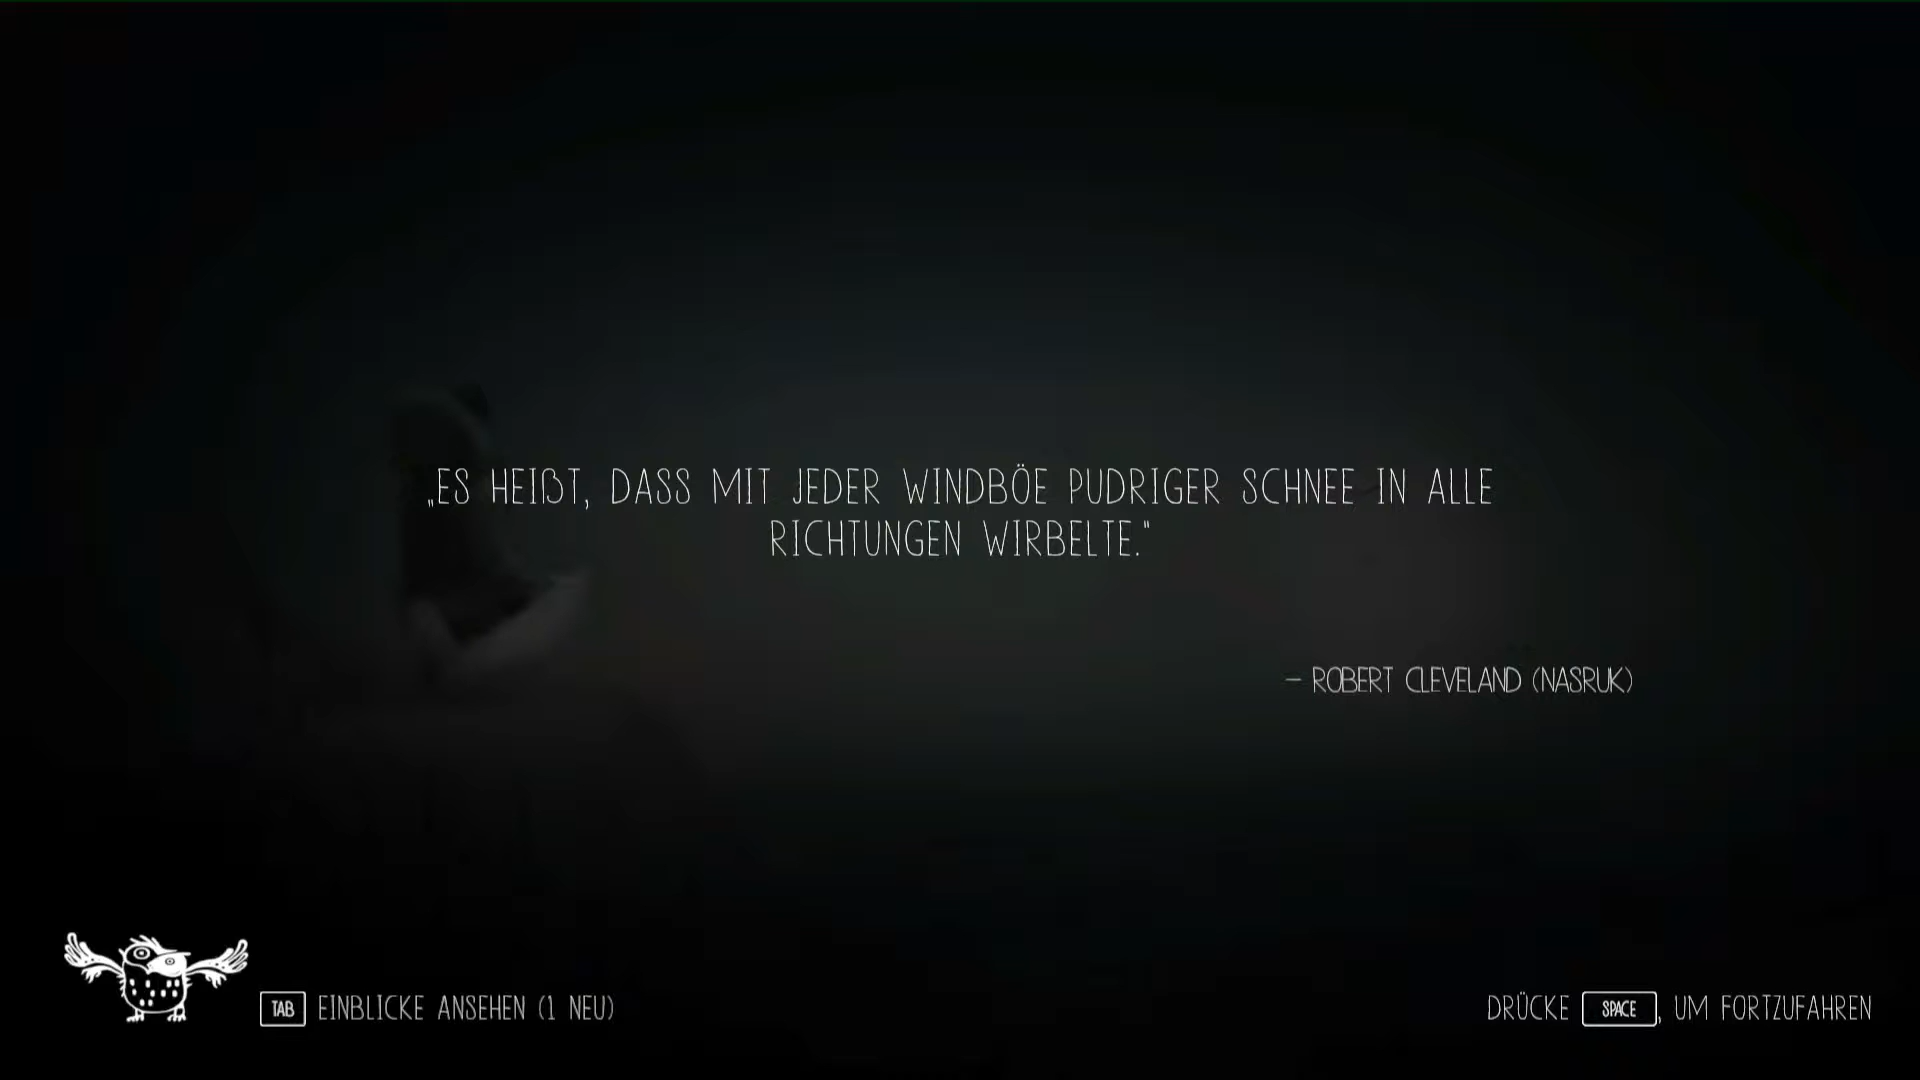 „ES HEIẞT, DASS MIT JEDER WINDBÖE PUDRIGER SCHNEE IN ALLE
RICHTUNGEN WIRBELTE."
– ROBERT CLEVELAND (NASRUK)
TAB EINBLICKE ANSEHEN (1 NEU)
DRÜCKE SPACE, UM FORTZUFAHREN